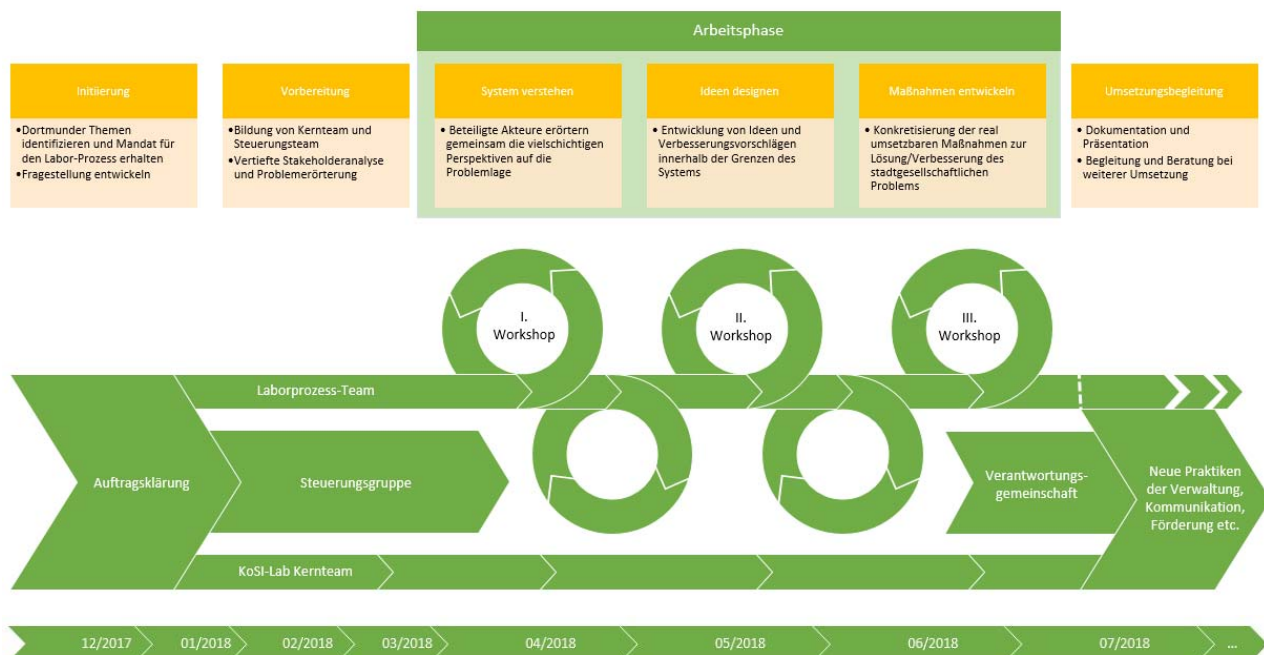 Arbeitsphase
Initiierung
•Dortmunder Themen
identifizieren und Mandat für
den Labor-Prozess erhalten
•Fragestellung entwickeln
Vorbereitung
•Bildung von Kernteam und
Steuerungsteam
•Vertiefte Stakeholderanalyse
und Problemerörterung
System verstehen
• Beteiligte Akteure erörtern
gemeinsam die vielschichtigen
Perspektiven auf die
Problemlage
Ideen designen
• Entwicklung von Ideen und
Verbesserungsvorschlägen
innerhalb der Grenzen des
Systems
Maßnahmen entwickeln
• Konkretisierung der real
umsetzbaren Maßnahmen zur
Lösung/Verbesserung des
stadtgesellschaftlichen
Problems
Umsetzungsbegleitung
• Dokumentation und
Präsentation
• Begleitung und Beratung bei
weiterer Umsetzung
I.
Workshop
II.
Workshop
III.
Workshop
Laborprozess-Team
Auftragsklärung
Steuerungsgruppe
Verantwortungs-
gemeinschaft
Neue Praktiken
der Verwaltung,
Kommunikation,
Förderung etc.
KoSI-Lab Kernteam
12/2017
01/2018
02/2018
03/2018
04/2018
05/2018
06/2018
07/2018
...